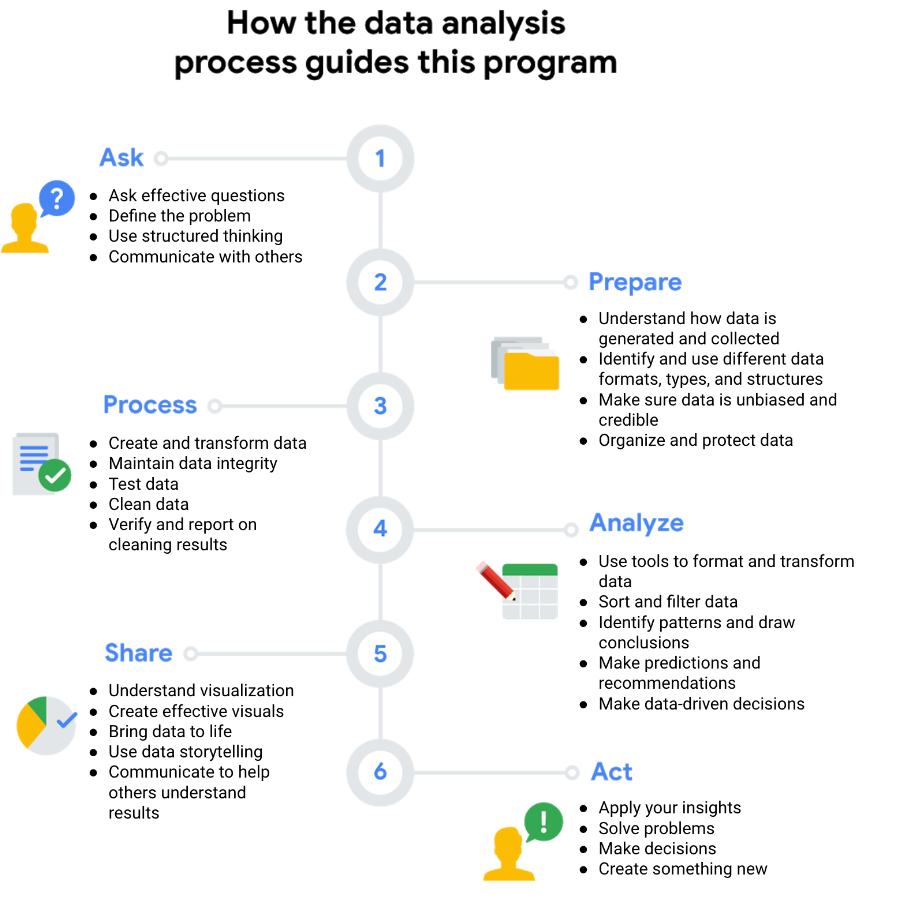 How the data analysis
process guides this program
Ask
1
● Ask effective questions
● Define the problem
● Use structured thinking
● Communicate with others
?
2
Prepare
● Understand how data is
generated and collected
● Identify and use different data
formats, types, and structures
● Make sure data is unbiased and
credible
● Organize and protect data
Process
3
● Create and transform data
● Maintain data integrity
● Test data
● Clean data
● Verify and report on
cleaning results
4
Analyze
● Use tools to format and transform
data
● Sort and filter data
● Identify patterns and draw
conclusions
● Make predictions and
recommendations
● Make data-driven decisions
Share
5
● Understand visualization
● Create effective visuals
● Bring data to life
● Use data storytelling
● Communicate to help
others understand
results
6
Act
!
● Apply your insights
● Solve problems
● Make decisions
● Create something new